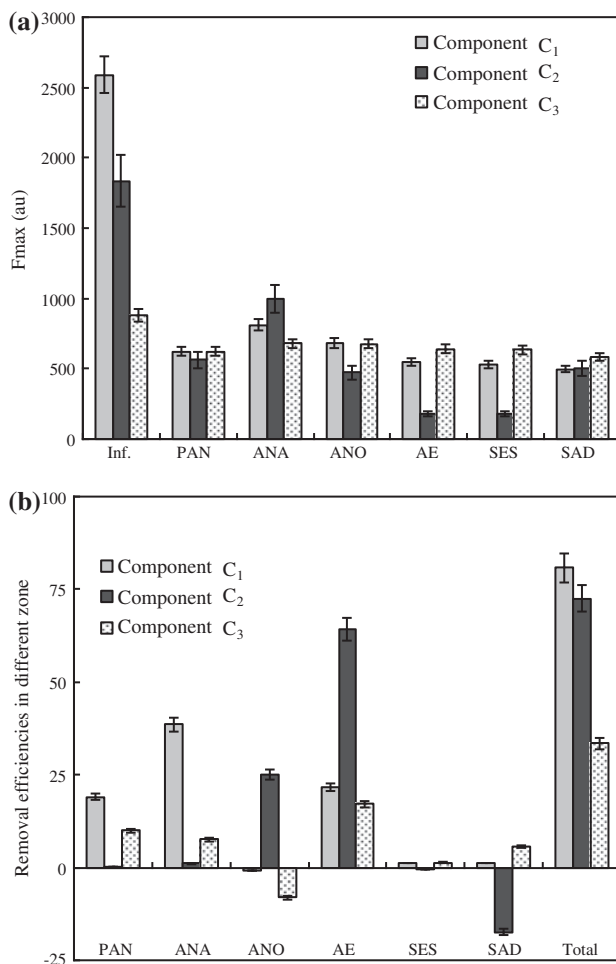 (a)
3000
2500
2000
1500
1000
500
0
Fmax (au)
Component C₁
Component C₂
Component C₃
Inf. PAN ANA ANO AE SES SAD
(b)
100
75
50
25
0
-25
Removal efficiencies in different zone
Component C₁
Component C₂
Component C₃
PAN ANA ANO AE SES SAD Total